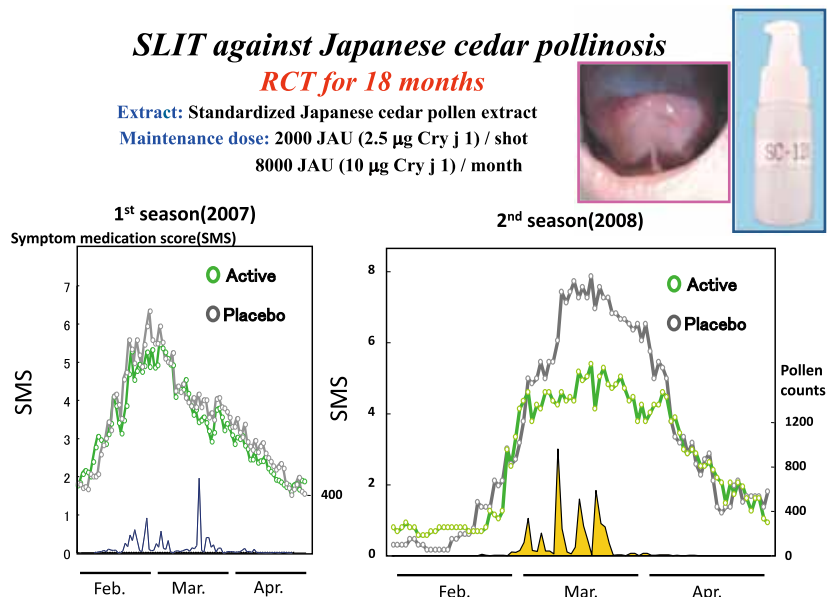 SLIT against Japanese cedar pollinosis
RCT for 18 months
Extract: Standardized Japanese cedar pollen extract
Maintenance dose: 2000 JAU (2.5 μg Cry j 1) / shot
8000 JAU (10 μg Cry j 1) / month
1st season(2007)
Symptom medication score(SMS)
7
6
5
4
3
2
1
0
SMS
Active
Placebo
400
Feb.
Mar.
Apr.
2nd season(2008)
8
6
4
2
0
SMS
Active
Placebo
Pollen
counts
1200
800
400
0
Feb.
Mar.
Apr.